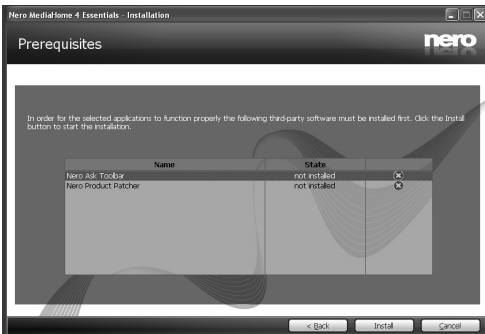 Nero MediaHome 4 Essentials - Installation
Prerequisites
nero
In order for the selected applications to function properly the following third-party software must be installed first. Click the Install
button to start the installation.
Name State
Nero Ask Toolbar not installed
Nero Product Patcher not installed
< Back Install Cancel